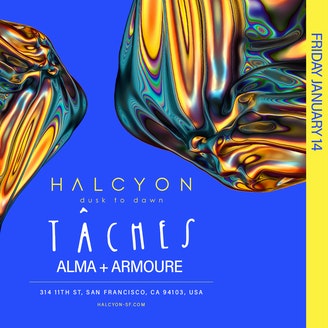 HALCYON
dusk to dawn
TÂCHES
ALMA + ARMOURE
314 11TH ST, SAN FRANCISCO, CA 94103, USA
HALCYON-SF.COM
FRIDAY JANUARY 14